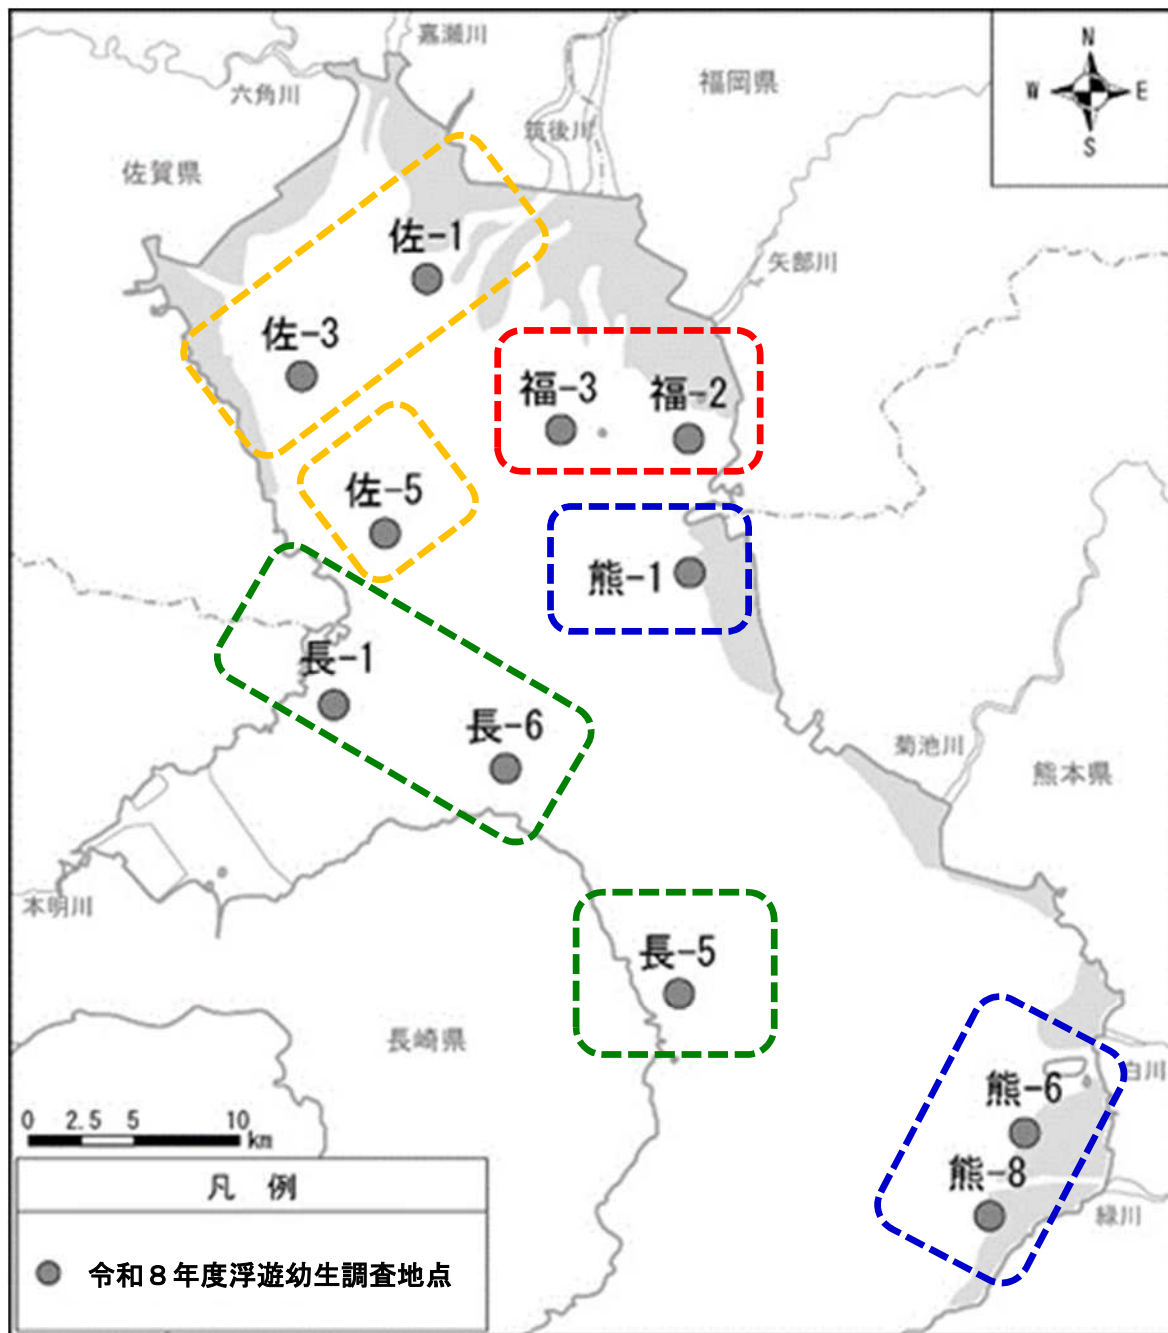 嘉瀬川
N
福岡県
六角川
W
E
筑後川
S
佐賀県
佐-1
矢部川
佐-3
福-3
福-2
佐-5
熊-1
長-1
長-6
菊池川
熊本県
本明川
長-5
長崎県
白川
熊-6
0 2.5 5 10
km
熊-8
凡 例
緑川
令和８年度浮遊幼生調査地点